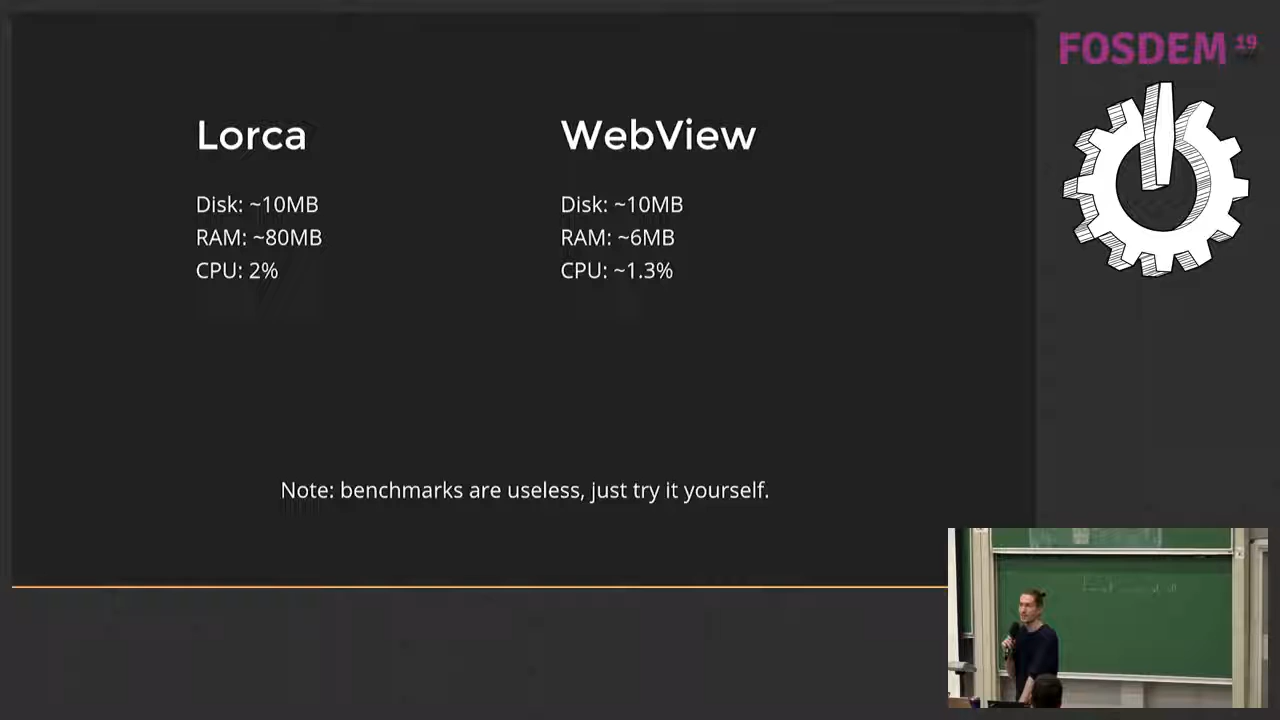 Lorca
Disk: ~10MB
RAM: ~80MB
CPU: 2%
WebView
Disk: ~10MB
RAM: ~6MB
CPU: ~1.3%
Note: benchmarks are useless, just try it yourself.
FOSDEM 19